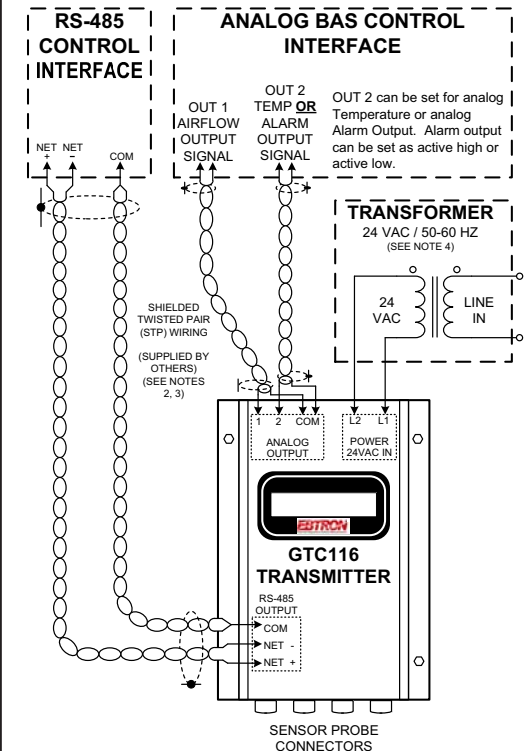 RS-485
CONTROL
INTERFACE
NET NET
+ -
COM
ANALOG BAS CONTROL
INTERFACE
OUT 1
AIRFLOW
OUTPUT
SIGNAL
OUT 2
TEMP OR
ALARM
OUTPUT
SIGNAL
OUT 2 can be set for analog
Temperature or analog
Alarm Output. Alarm output
can be set as active high or
active low.
TRANSFORMER
24 VAC / 50-60 HZ
(SEE NOTE 4)
24
VAC
LINE
IN
SHIELDED
TWISTED PAIR
(STP) WIRING
(SUPPLIED BY
OTHERS)
(SEE NOTES
2, 3)
1 2 COM
ANALOG
OUTPUT
L2 L1
POWER
24VAC IN
EBTRON
GTC116
TRANSMITTER
RS-485
OUTPUT
COM
NET -
NET +
SENSOR PROBE
CONNECTORS